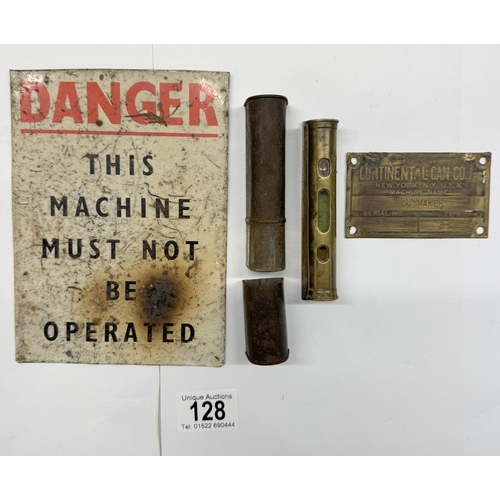 DANGER
THIS
MACHINE
MUST NOT
BE
OPERATED
CONTINENTAL CAN CO.
NEW YORK, N.Y. U.S.A.
MACHINE NAME
SERIAL NO.
Unique Auctions
128
Tel: 01522 690444